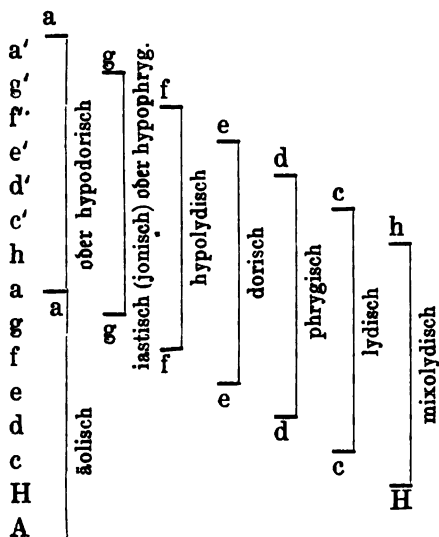 a
a′
g′
f′
e′
d′
c′
h
a
g
f
e
d
c
H
A
a
äolisch
ober hypodorisch
g
g
iastisch (jonisch) ober hypophryg.
f
f
hypolydisch
e
e
dorisch
d
d
phrygisch
c
c
lydisch
h
H
mixolydisch